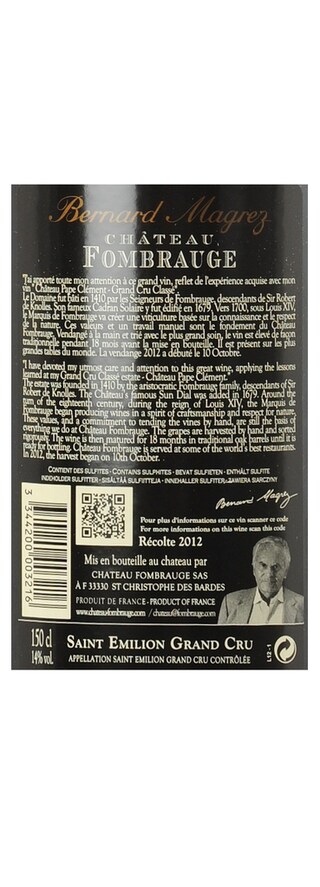 Bernard Magrez
CHÂTEAU
FOMBRAUGE
"J'ai apporté toute mon attention à ce grand vin, reflet de l'expérience acquise avec mon
vin "Château Pape Clément - Grand Cru Classé".
Le Domaine fut bâti en 1410 par les Seigneurs de Fombrauge, descendants de Sir Robert
de Knolles. Son fameux Cadran Solaire y fut édifié en 1679. Vers 1700, sous Louis XIV,
le Marquis de Fombrauge va créer une viticulture basée sur la connaissance et le respect
de la nature. Ces valeurs et un travail manuel sont le fondement du Château
Fombrauge. Vendangé à la main et trié avec le plus grand soin, le vin est élevé
traditionnellement pendant 18 mois avant la mise en bouteille. Il est présent sur les plus
grandes tables du monde. La vendange 2012 a débuté le 10 Octobre.
"I have devoted my utmost care and attention to this great wine, applying the lessons
learned at my Grand Cru Classé estate - Château Pape Clément".
The estate was founded in 1410 by the aristocratic Fombrauge family, descendants of Sir
Robert de Knolles. The Château's famous Sun Dial was added in 1679. Around the
turn of the eighteenth century, during the reign of Louis XIV, the Marquis de
Fombrauge began producing wines in a spirit of craftsmanship and respect for nature.
These values, and a commitment to tending the vines by hand, are still the basis of
everything we do at Château Fombrauge. The grapes are harvested by hand and sorted
rigorously. The wine is then matured for 18 months in traditional oak barrels until it is
ready to be bottled. Château Fombrauge is served at some of the world's best restaurants.
In 2012, the harvest began on 10th October.
CONTIENT DES SULFITES - CONTAINS SULPHITES - BEVAT SULFIETEN - ENTHÄLT SULFITE
INDEHOLDER SULFITTER - SISÄLTÄÄ SULFIITTEJA - INNEHALLER SULFITER - ZAWIERA SIARCZYNY
Bernard Magrez
Pour plus d'informations sur ce vin scanner ce code
For more informations on this wine scan this code
Récolte 2012
Mis en bouteille au château par
CHATEAU FOMBRAUGE SAS
À F 33330 ST CHRISTOPHE DES BARDES
PRODUIT DE FRANCE - PRODUCT OF FRANCE
www.chateau-fombrauge.com
3 344200 003216
150 cl
14% vol.
SAINT EMILION GRAND CRU
APPELLATION SAINT EMILION GRAND CRU CONTRÔLÉE
L12-1